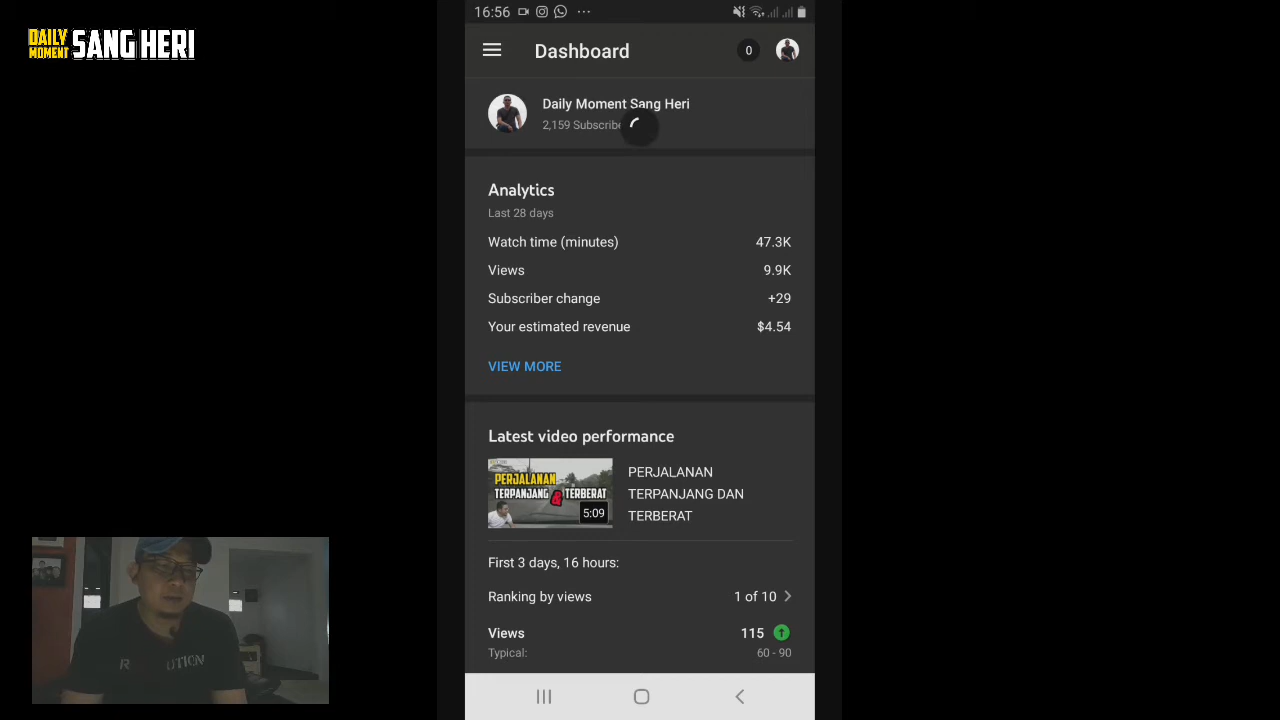 DAILY
MOMENT SANG HERI
16:56
Dashboard
0
Daily Moment Sang Heri
2,159
Analytics
Last 28 days
Watch time (minutes) 47.3K
Views 9.9K
Subscriber change +29
Your estimated revenue $4.54
VIEW MORE
Latest video performance
PERJALANAN
TERPANJANG & TERBERAT
5:09
PERJALANAN
TERPANJANG DAN
TERBERAT
First 3 days, 16 hours:
Ranking by views 1 of 10
Views 115
Typical: 60 - 90